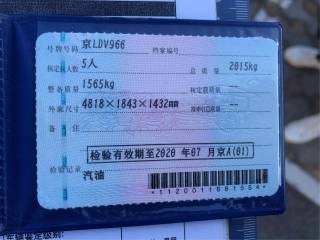 号牌号码 京LDV966 档案编号
核定载人数 5人 总质量 2015kg
整备质量 1565kg 核定载质量
外廓尺寸 4818×1843×1432mm 准牵引总质量
备注
检验有效期至2020 年07 月京A(01)
检验记录
汽油